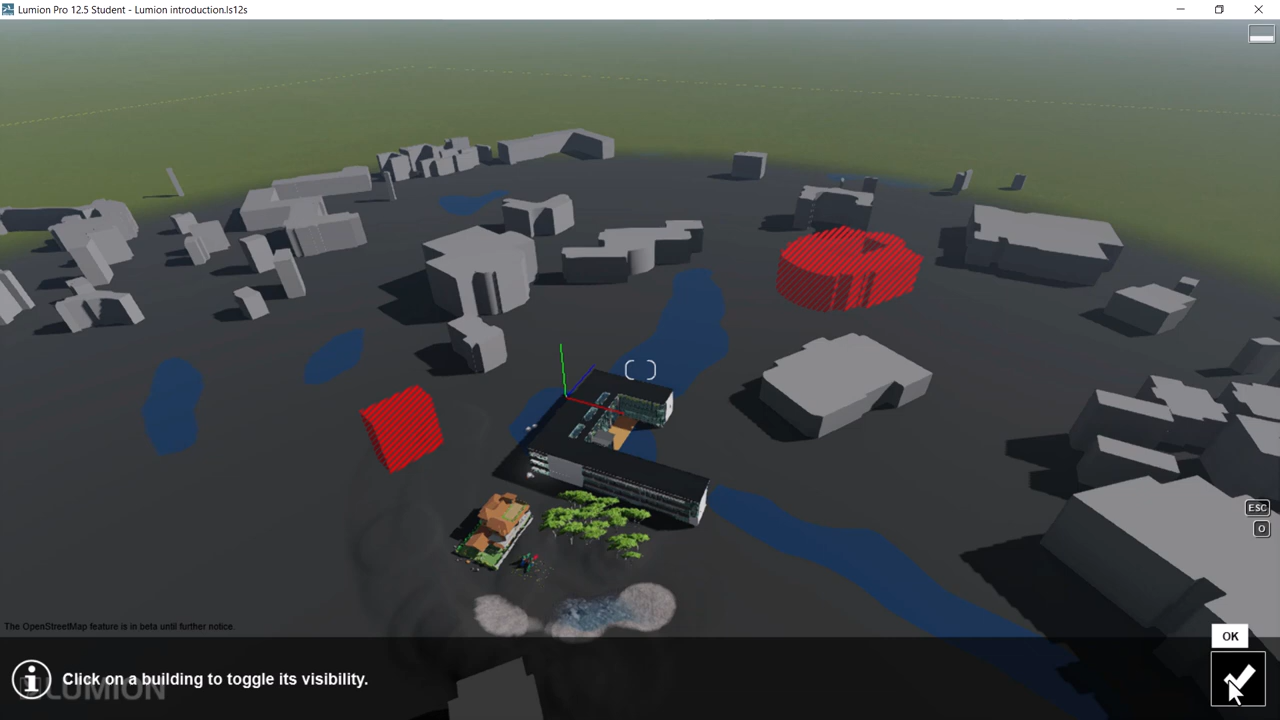 Lumion Pro 12.5 Student - Lumion introduction.ls12s
ESC
O
The OpenStreetMap feature is in beta until further notice.
OK
Click on a building to toggle its visibility.
LUMION